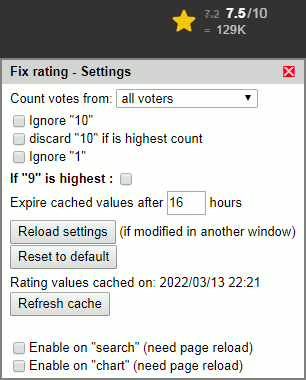 7.2 7.5/10
= 129K
Fix rating - Settings
Count votes from: all voters
Ignore "10"
discard "10" if is highest count
Ignore "1"
If "9" is highest :
Expire cached values after 16 hours
Reload settings (if modified in another window)
Reset to default
Rating values cached on: 2022/03/13 22:21
Refresh cache
Enable on "search" (need page reload)
Enable on "chart" (need page reload)